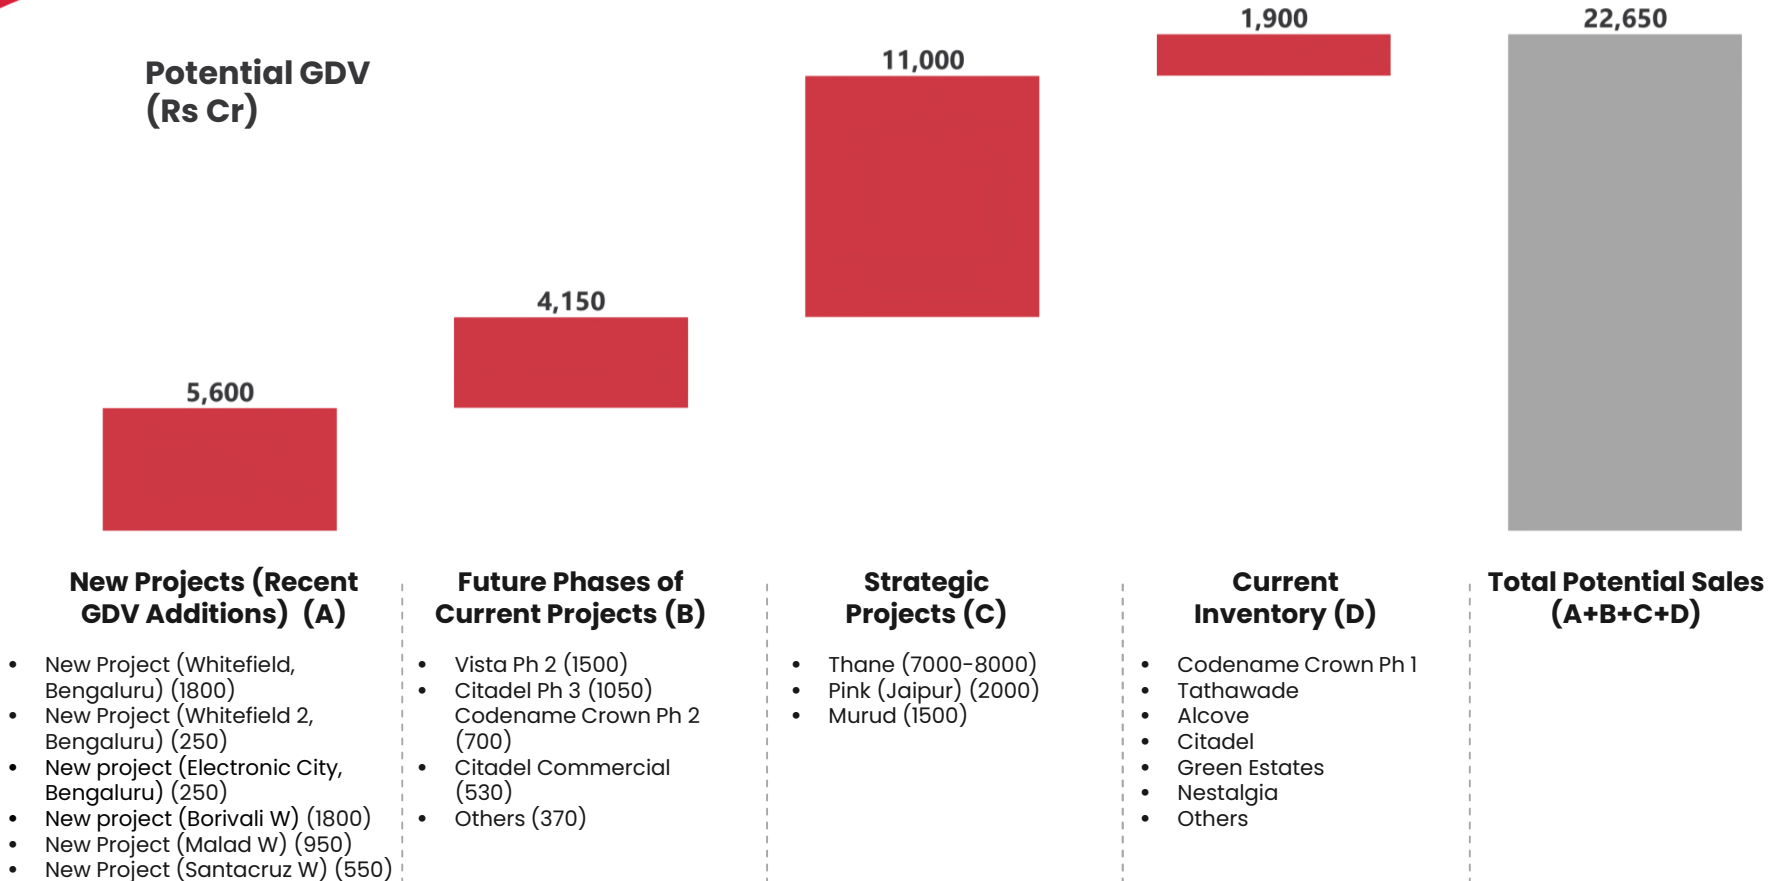 Potential GDV
(Rs Cr)
5,600
4,150
11,000
1,900
22,650
New Projects (Recent
GDV Additions)  (A)
• New Project (Whitefield,
Bengaluru) (1800)
• New Project (Whitefield 2,
Bengaluru) (250)
• New project (Electronic City,
Bengaluru) (250)
• New project (Borivali W) (1800)
• New Project (Malad W) (950)
• New Project (Santacruz W) (550)
Future Phases of
Current Projects (B)
• Vista Ph 2 (1500)
• Citadel Ph 3 (1050)
Codename Crown Ph 2
(700)
• Citadel Commercial
(530)
• Others (370)
Strategic
Projects (C)
• Thane (7000-8000)
• Pink (Jaipur) (2000)
• Murud (1500)
Current
Inventory (D)
• Codename Crown Ph 1
• Tathawade
• Alcove
• Citadel
• Green Estates
• Nestalgia
• Others
Total Potential Sales
(A+B+C+D)